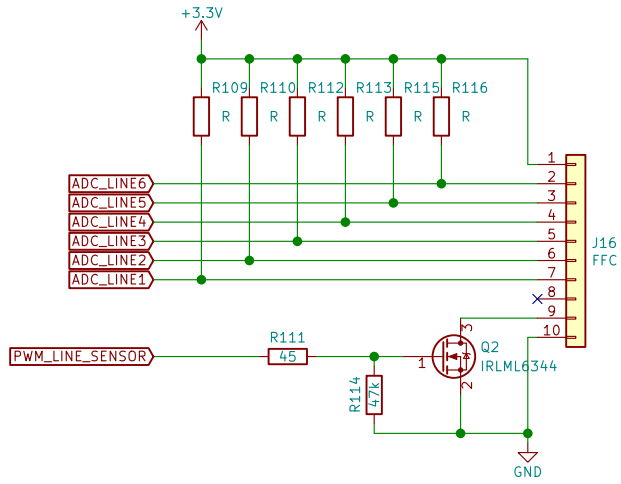 +3.3V
R109 R110 R112 R113 R115 R116
R R R R R R
1
ADC_LINE6 2
ADC_LINE5 3
ADC_LINE4 4
ADC_LINE3 5
J16
ADC_LINE2 6
FFC
ADC_LINE1 7
8
9
10
3
R111
Q2
PWM_LINE_SENSOR
45
1
IRLML6344
2
R114
47k
GND